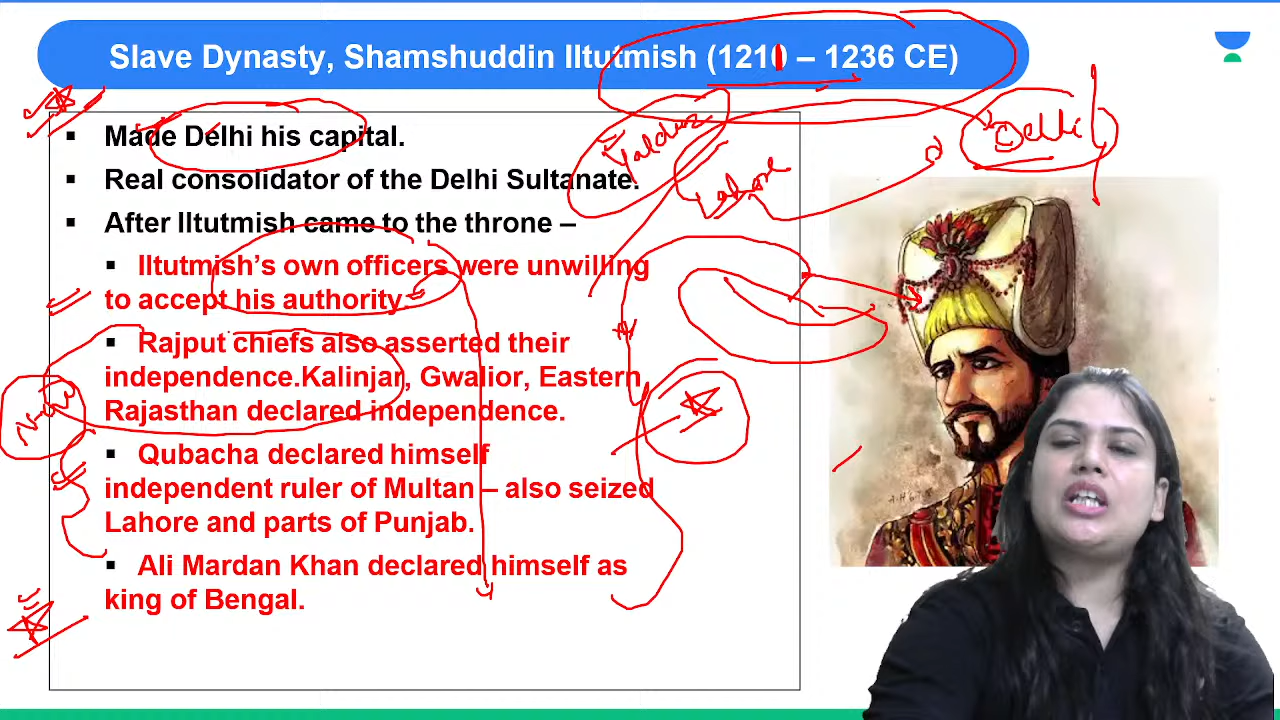 Slave Dynasty, Shamshuddin Iltutmish (1210 – 1236 CE)
Yalduz
Delhi
Lahore
▪ Made Delhi his capital.
▪ Real consolidator of the Delhi Sultanate.
▪ After Iltutmish came to the throne –
▪ Iltutmish's own officers were unwilling
to accept his authority.
▪ Rajput chiefs also asserted their
independence.Kalinjar, Gwalior, Eastern
Rajasthan declared independence.
▪ Qubacha declared himself
independent ruler of Multan – also seized
Lahore and parts of Punjab.
▪ Ali Mardan Khan declared himself as
king of Bengal.